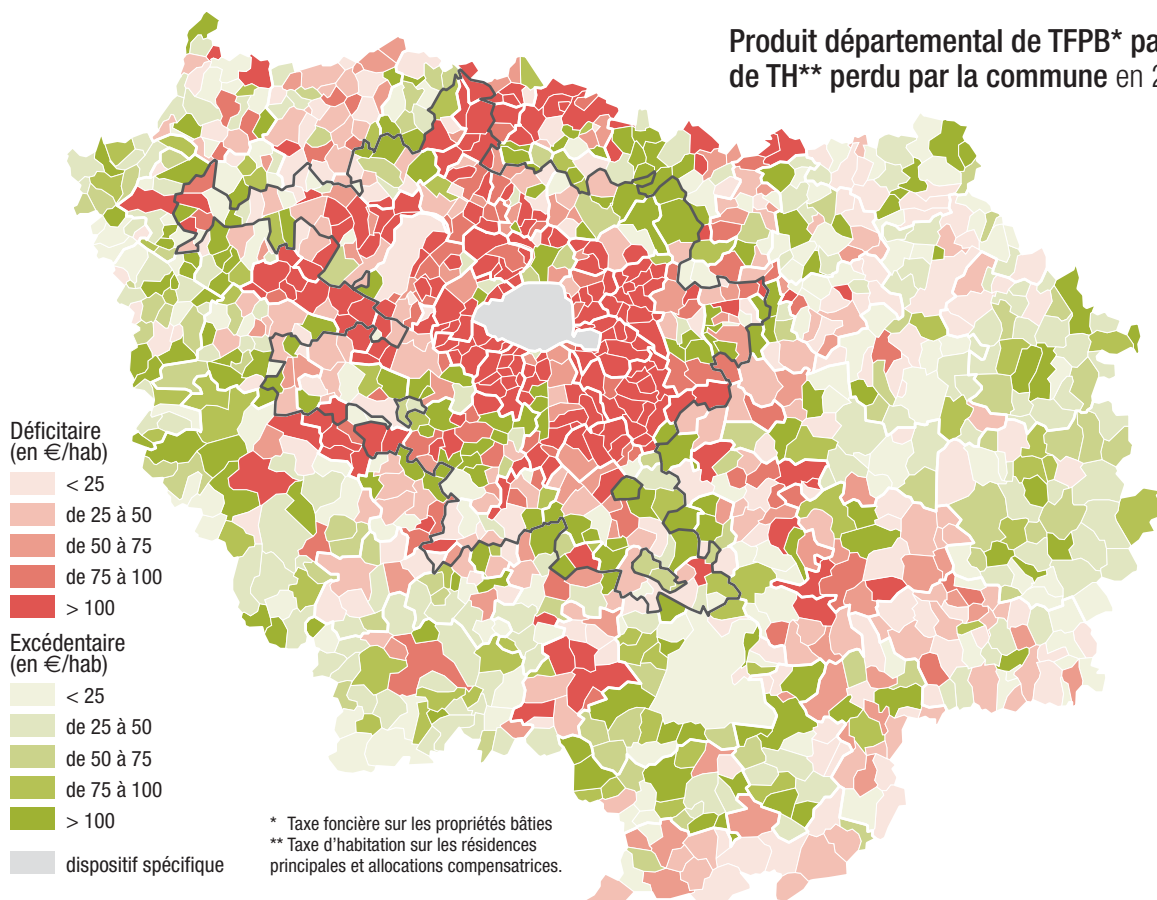 Produit départemental de TFPB* pa
de TH** perdu par la commune en 2
Déficitaire
(en €/hab)
< 25
de 25 à 50
de 50 à 75
de 75 à 100
> 100
Excédentaire
(en €/hab)
< 25
de 25 à 50
de 50 à 75
de 75 à 100
> 100
dispositif spécifique
* Taxe foncière sur les propriétés bâties
** Taxe d'habitation sur les résidences
principales et allocations compensatrices.